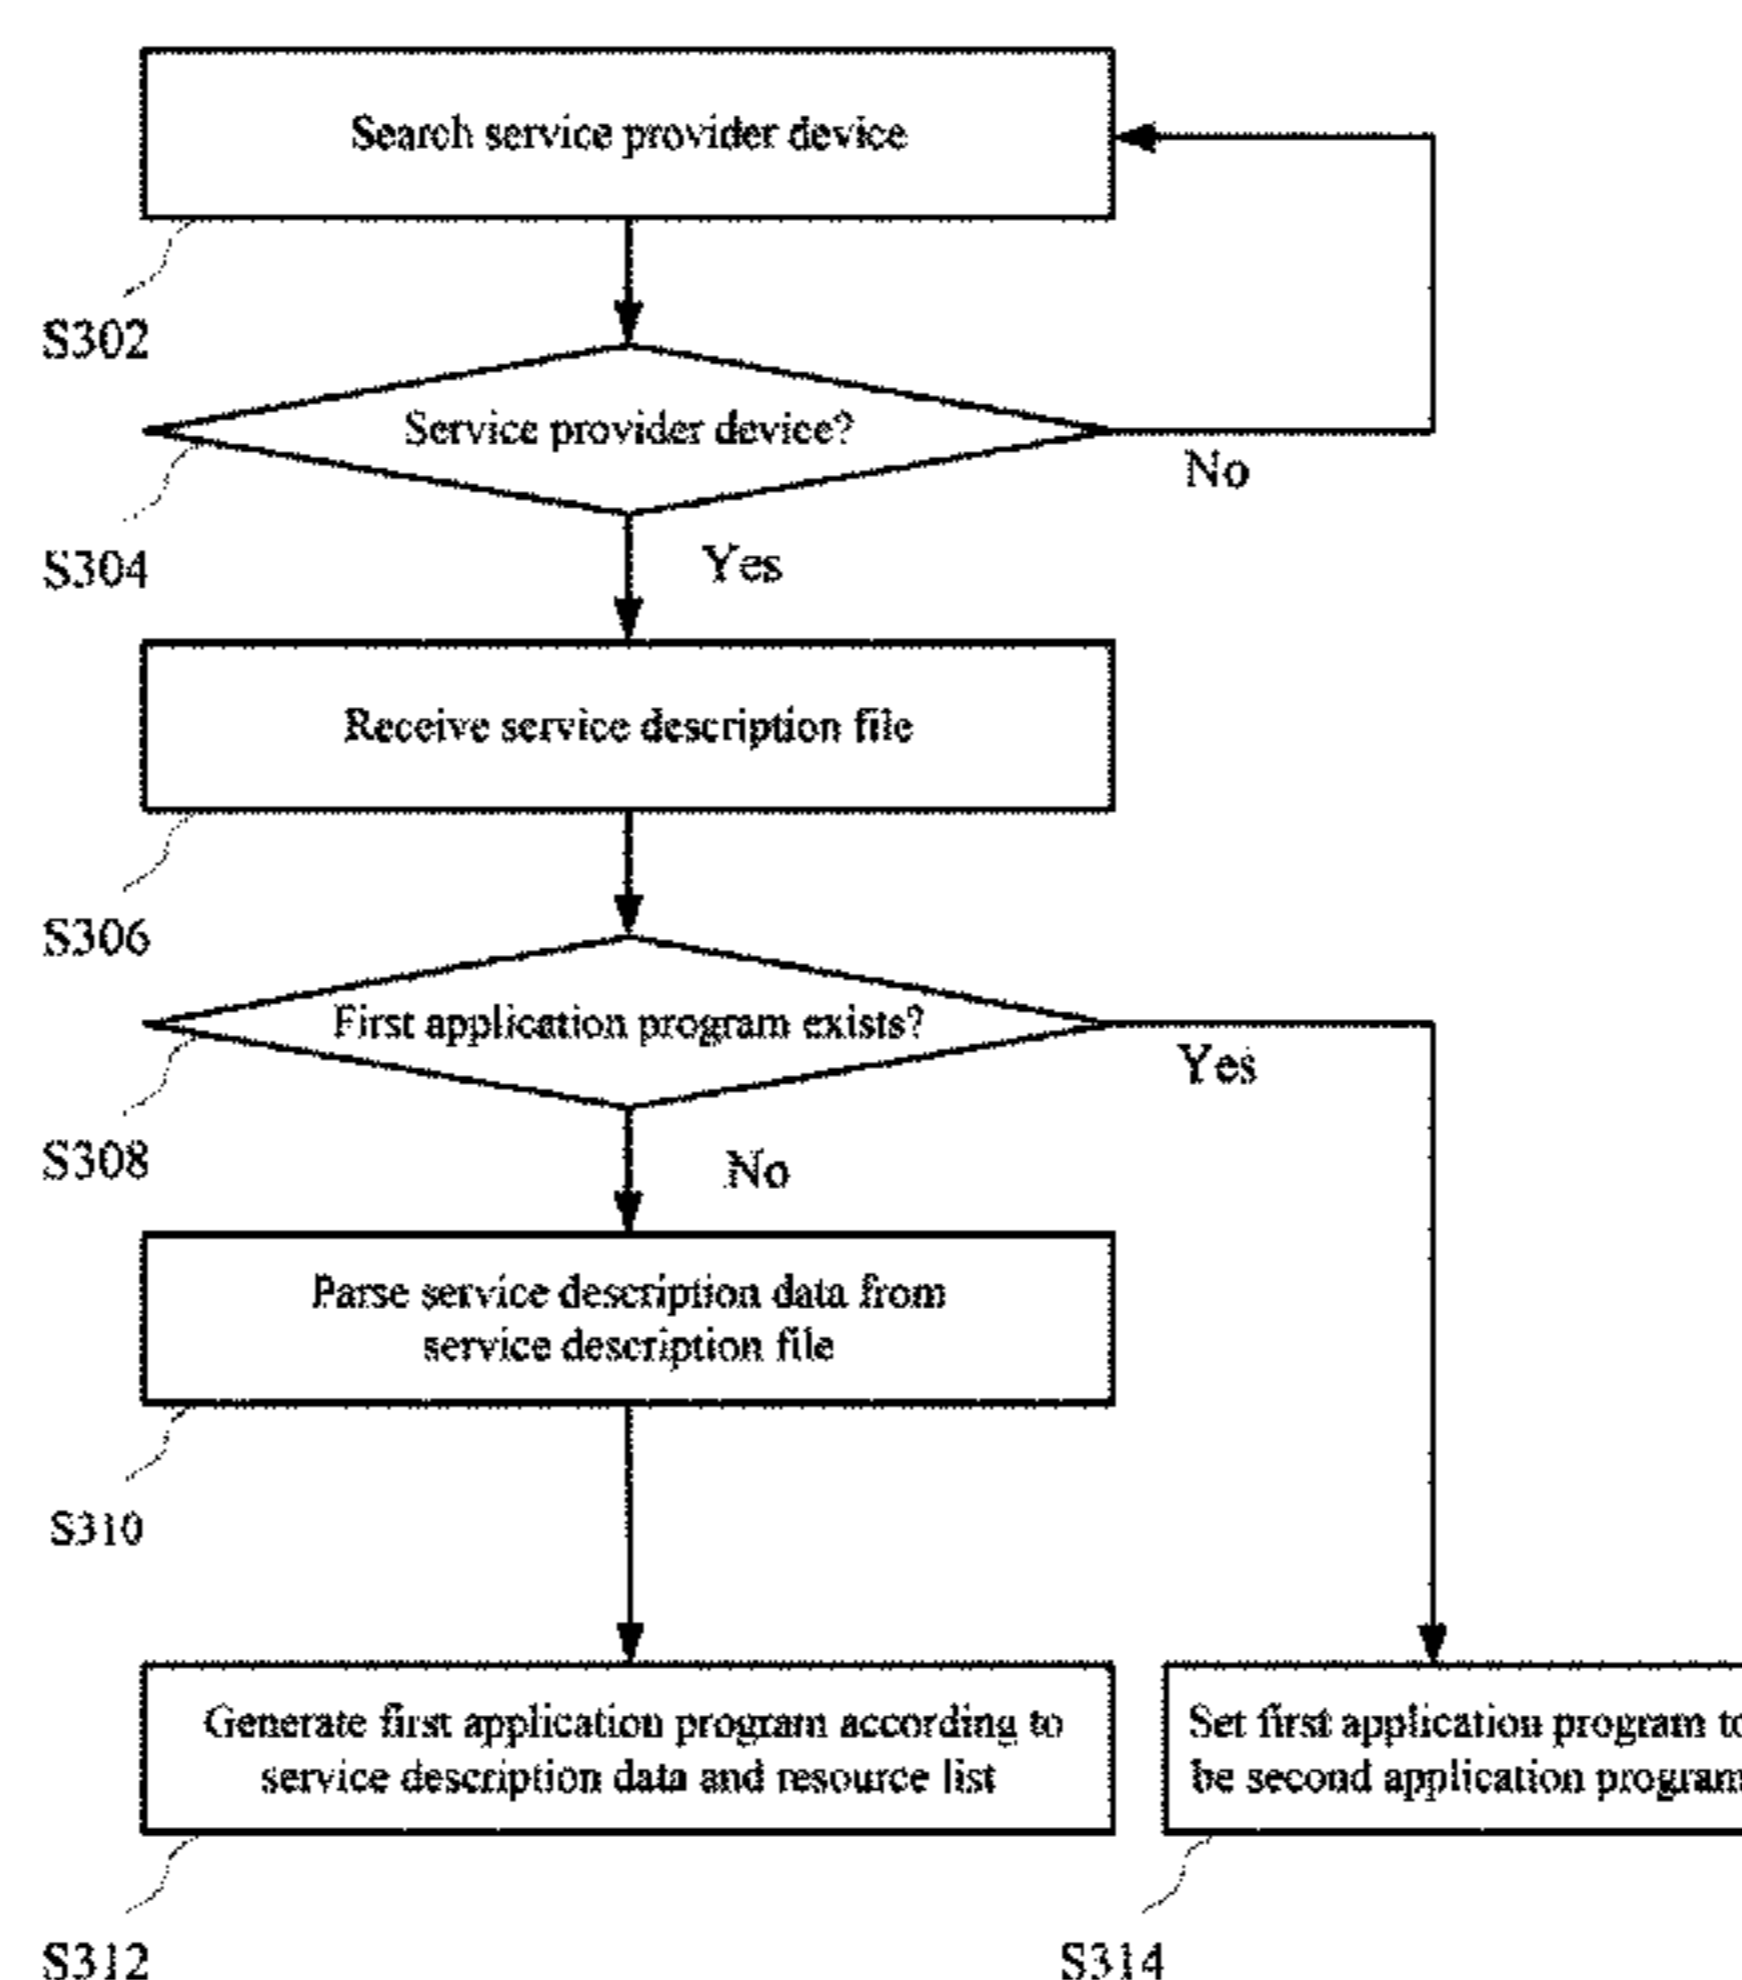 Search service provider device
S302
Service provider device?
No
S304
Yes
Receive service description file
S306
First application program exists?
Yes
S308
No
Parse service description data from
service description file
S310
Generate first application program according to
service description data and resource list
Set first application program to
be second application program
S312
S314